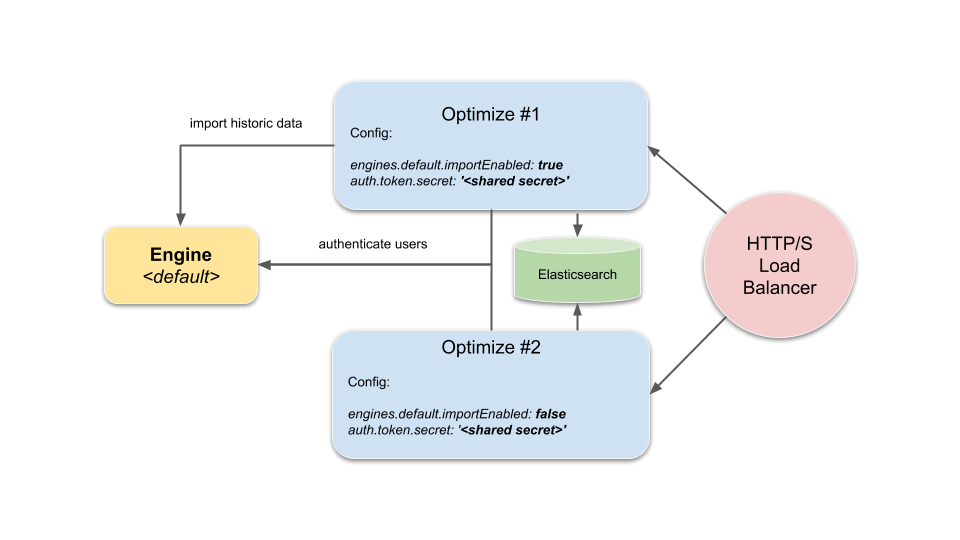 Optimize #1
Config:
engines.default.importEnabled: true
auth.token.secret: '<shared secret>'
import historic data
Engine
<default>
authenticate users
Elasticsearch
HTTP/S
Load
Balancer
Optimize #2
Config:
engines.default.importEnabled: false
auth.token.secret: '<shared secret>'